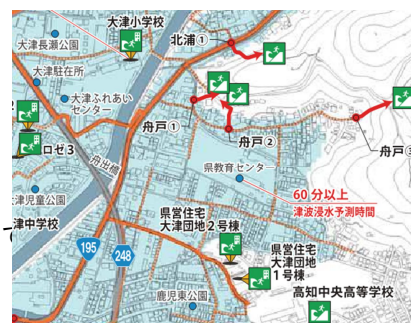 大津小学校
北浦①
大津長瀬公園
大津駐在所
大津ふれあい
センター
舟戸①
舟戸②
舟戸③
ロゼ3
舟出橋
県教育センター
60分以上
津波浸水予測時間
津児童公園
津中学校
県営住宅
大津団地2号棟
195
248
県営住宅
大津団地
1号棟
鹿児東公園
高知中央高等学校